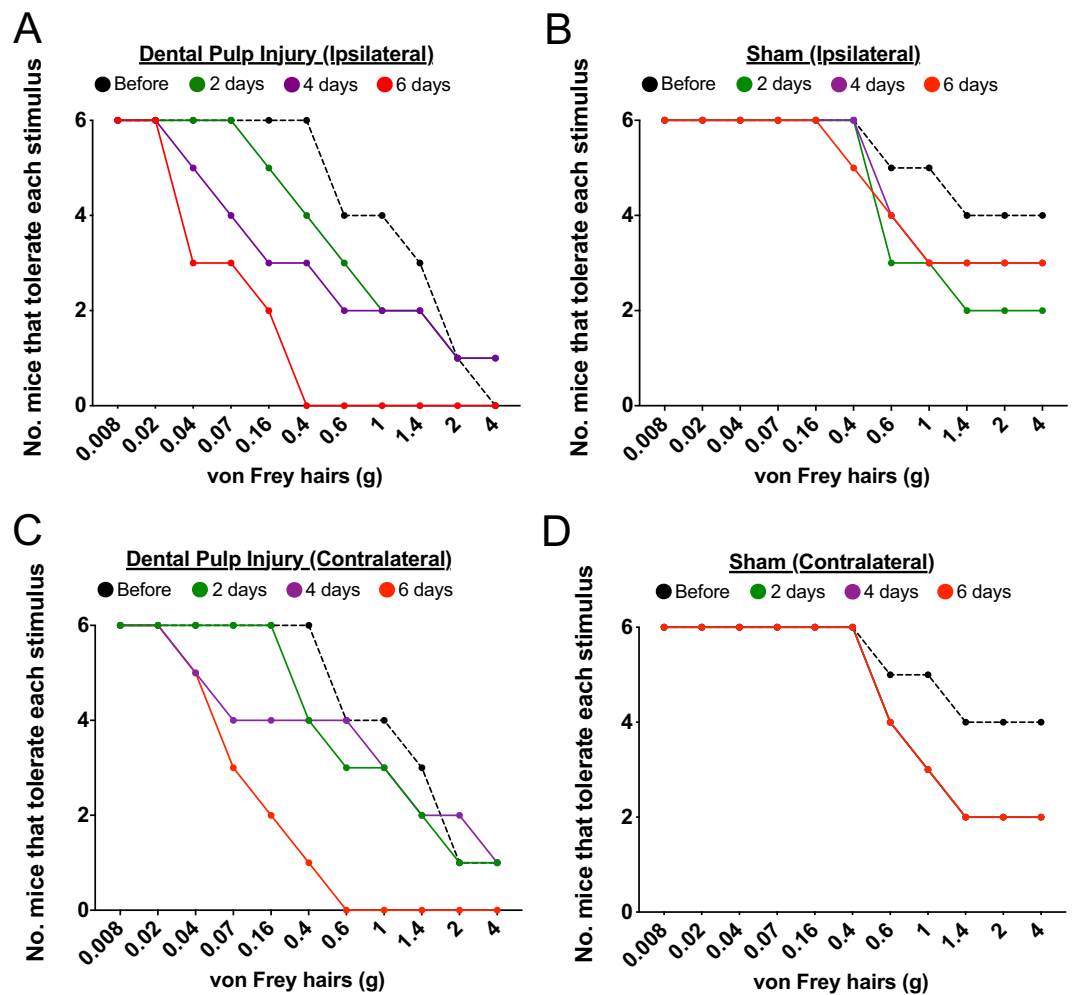 A
Dental Pulp Injury (Ipsilateral)
Before 2 days 4 days 6 days
No. mice that tolerate each stimulus
6
4
2
0
0.008 0.02 0.04 0.07 0.16 0.4 0.6 1 1.4 2 4
von Frey hairs (g)
B
Sham (Ipsilateral)
Before 2 days 4 days 6 days
No. mice that tolerate each stimulus
6
4
2
0
0.008 0.02 0.04 0.07 0.16 0.4 0.6 1 1.4 2 4
von Frey hairs (g)
C
Dental Pulp Injury (Contralateral)
Before 2 days 4 days 6 days
No. mice that tolerate each stimulus
6
4
2
0
0.008 0.02 0.04 0.07 0.16 0.4 0.6 1 1.4 2 4
von Frey hairs (g)
D
Sham (Contralateral)
Before 2 days 4 days 6 days
No. mice that tolerate each stimulus
6
4
2
0
0.008 0.02 0.04 0.07 0.16 0.4 0.6 1 1.4 2 4
von Frey hairs (g)